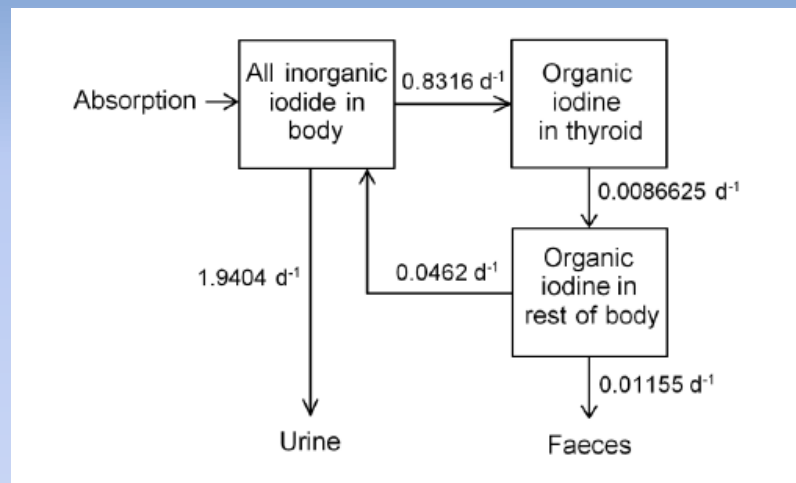 All inorganic
iodide in
body
Absorption
0.8316 d⁻¹
Organic
iodine
in thyroid
0.0086625 d⁻¹
1.9404 d⁻¹
0.0462 d⁻¹
Organic
iodine in
rest of body
0.01155 d⁻¹
Urine
Faeces